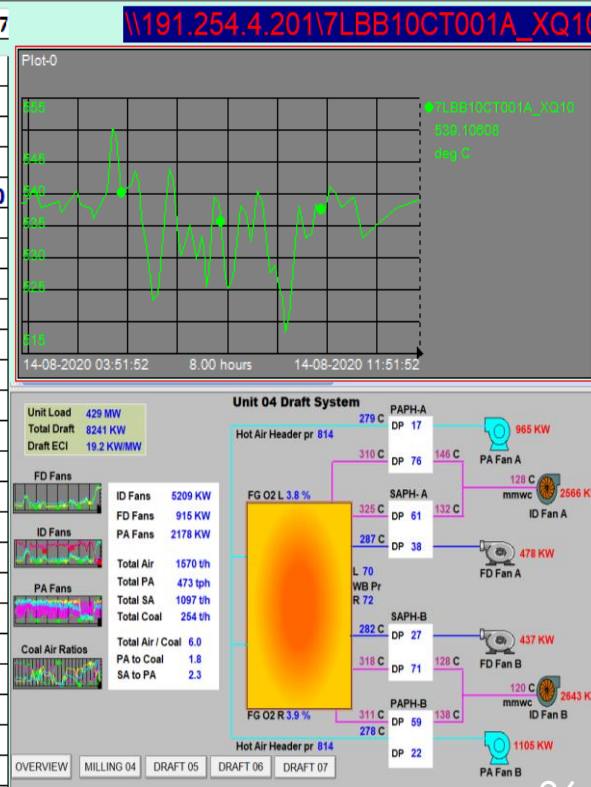 7
\\191.254.4.201\7LBB10CT001A_XQ10
Plot-0
555
545
540
535
530
525
515
7LBB10CT001A_XQ10
539.10608
deg C
14-08-2020 03:51:52
8.00 hours
14-08-2020 11:51:52
0
Unit 04 Draft System
Unit Load 429 MW
Total Draft 8241 KW
Draft ECI 19.2 KW/MW
FD Fans
ID Fans
PA Fans
Coal Air Ratios
ID Fans 5209 KW
FD Fans 915 KW
PA Fans 2178 KW
Total Air 1570 t/h
Total PA 473 tph
Total SA 1097 t/h
Total Coal 254 t/h
Total Air / Coal 6.0
PA to Coal 1.8
SA to PA 2.3
Hot Air Header pr 814
FG O2 L 3.8 %
L 70
WB Pr
R 72
FG O2 R 3.9 %
Hot Air Header pr 814
PAPH-A
279 C
DP 17
310 C
DP 76
146 C
SAPH- A
325 C
DP 61
132 C
287 C
DP 38
SAPH-B
282 C
DP 27
318 C
DP 71
128 C
PAPH-B
311 C
DP 59
138 C
278 C
DP 22
965 KW
PA Fan A
128 C
mmwc
2566 K
ID Fan A
478 KW
FD Fan A
437 KW
FD Fan B
120 C
mmwc
2643 K
ID Fan B
1105 KW
PA Fan B
OVERVIEW
MILLING 04
DRAFT 05
DRAFT 06
DRAFT 07